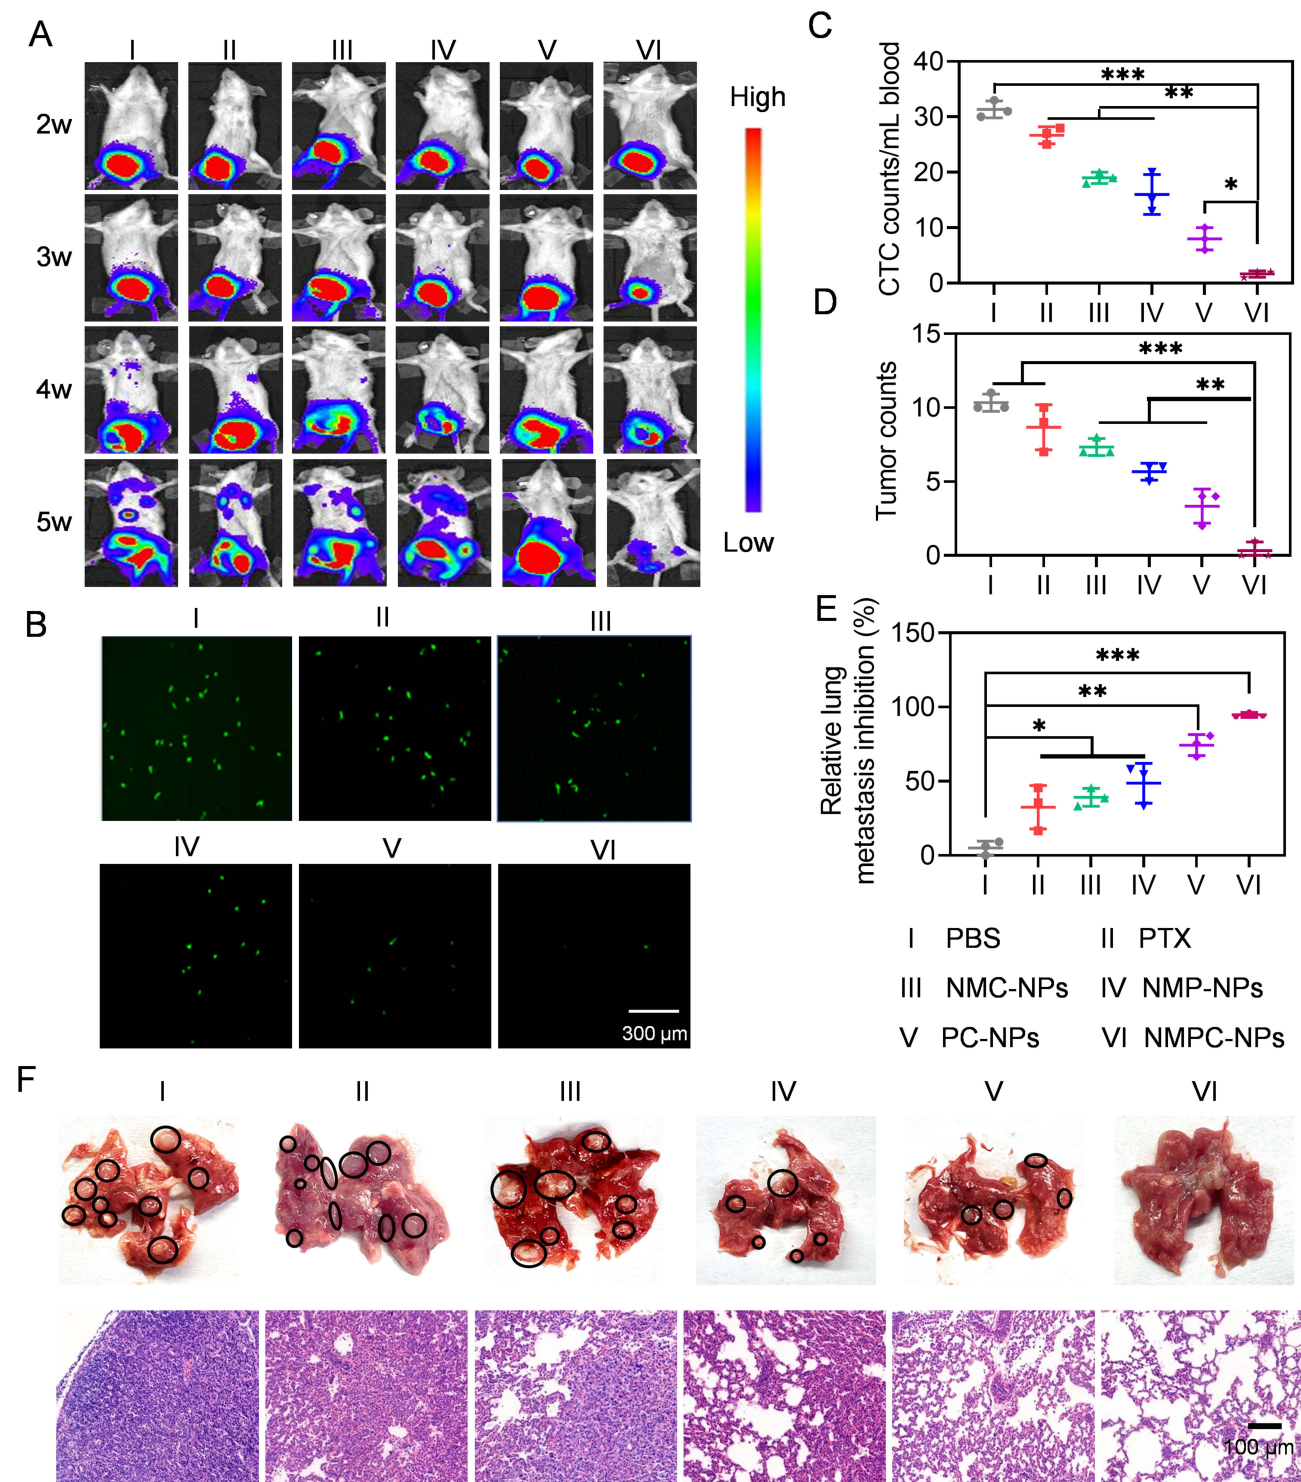 A
I II III IV V VI
2w
3w
4w
5w
High
Low
B
I II III
IV V VI
300 µm
C
CTC counts/mL blood
40
30
20
10
0
***
**
*
I II III IV V VI
D
Tumor counts
15
10
5
0
***
**
I II III IV V VI
E
Relative lung
metastasis inhibition (%)
150
100
50
0
***
**
*
I II III IV V VI
I PBS II PTX
III NMC-NPs IV NMP-NPs
V PC-NPs VI NMPC-NPs
F
I II III IV V VI
100 µm